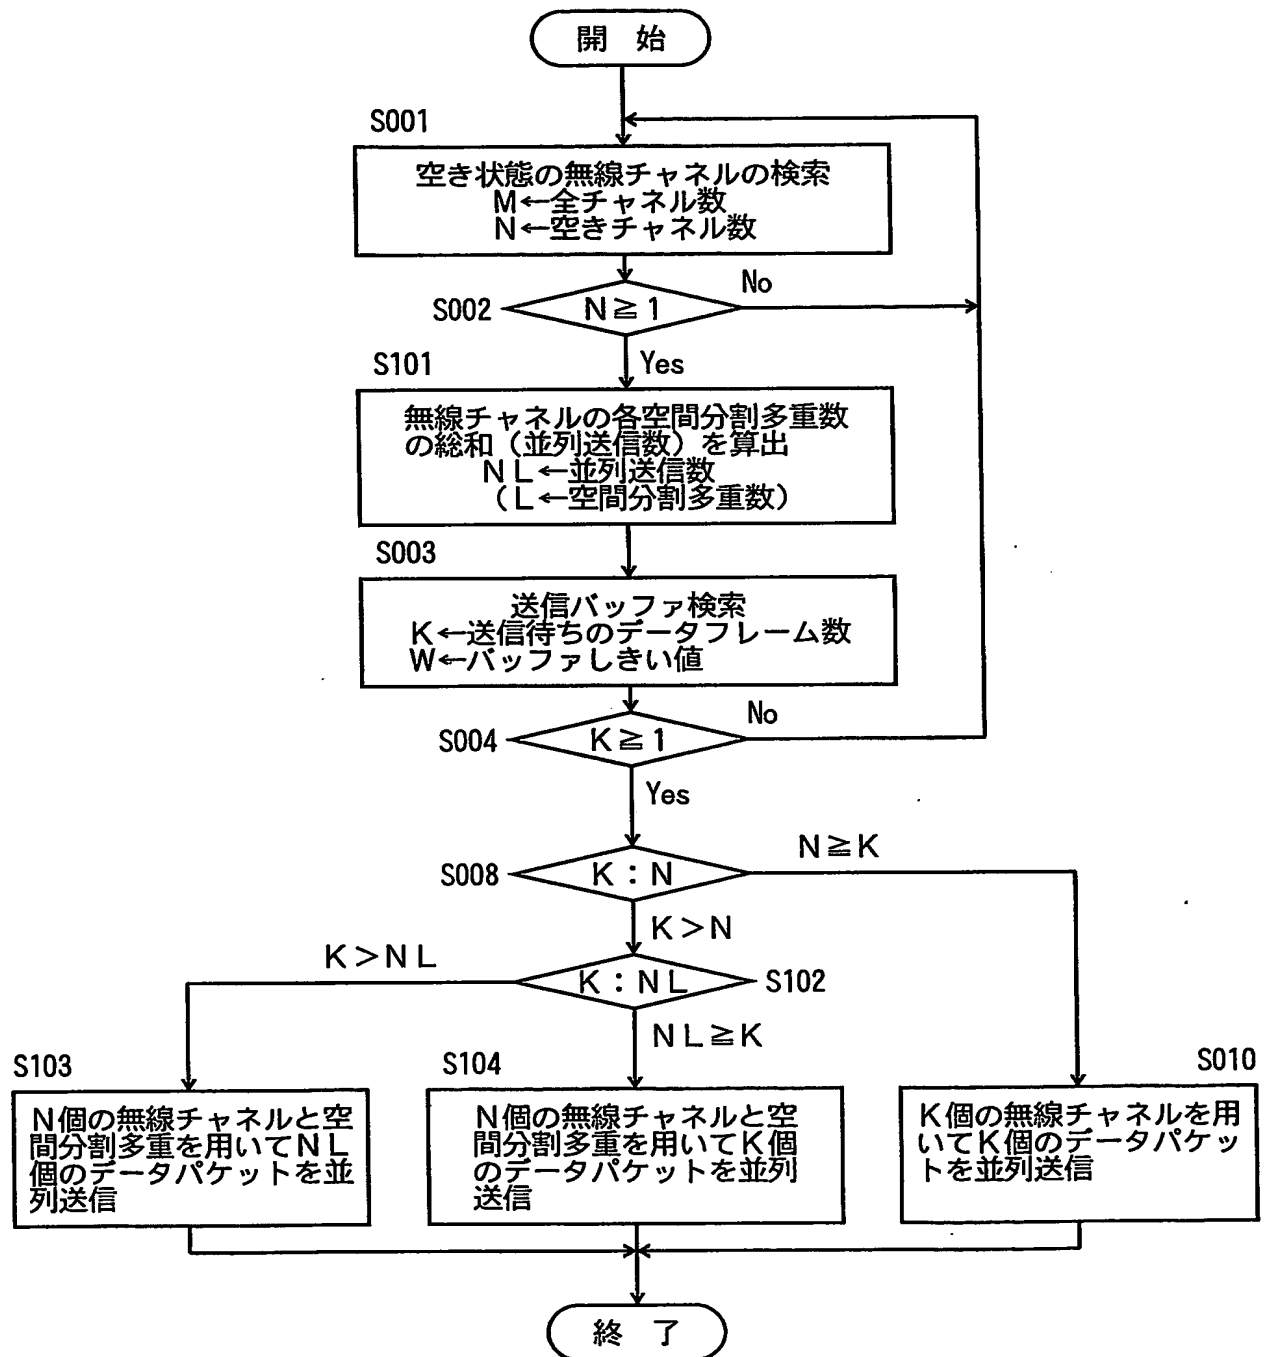 開 始
S001
空き状態の無線チャネルの検索
M←全チャネル数
N←空きチャネル数
S002
N≧1
No
Yes
S101
無線チャネルの各空間分割多重数
の総和（並列送信数）を算出
NL←並列送信数
（L←空間分割多重数）
S003
送信バッファ検索
K←送信待ちのデータフレーム数
W←バッファしきい値
S004
K≧1
No
Yes
S008
K：N
N≧K
K＞N
K＞NL
K：NL
S102
NL≧K
S103
N個の無線チャネルと空
間分割多重を用いてNL
個のデータパケットを並
列送信
S104
N個の無線チャネルと空
間分割多重を用いてK個
のデータパケットを並列
送信
S010
K個の無線チャネルを用
いてK個のデータパケッ
トを並列送信
終 了